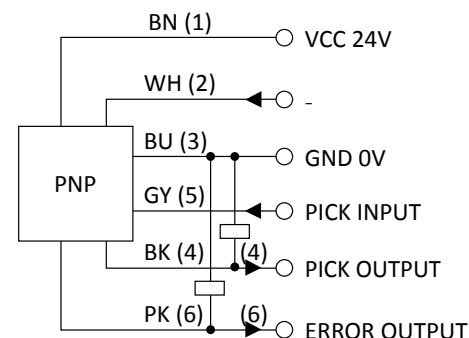 BN (1) VCC 24V
WH (2) -
BU (3) GND 0V
PNP
GY (5) PICK INPUT
BK (4) (4) PICK OUTPUT
PK (6) (6) ERROR OUTPUT